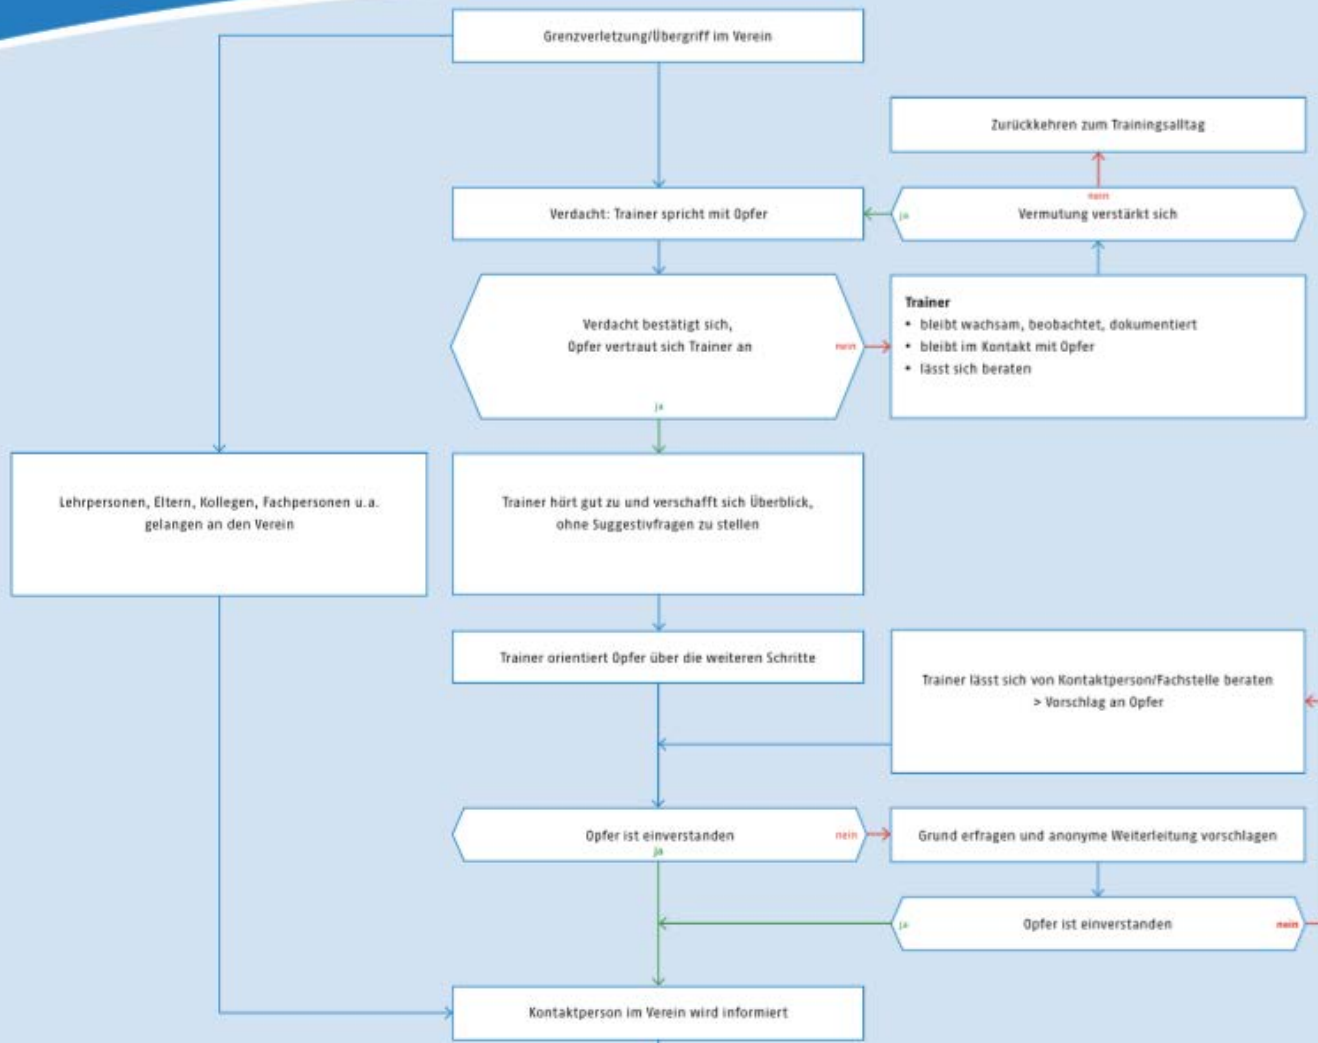 Grenzverletzung/Übergriff im Verein
Zurückkehren zum Trainingsalltag
nein
Verdacht: Trainer spricht mit Opfer
ja
Vermutung verstärkt sich
Verdacht bestätigt sich,
Opfer vertraut sich Trainer an
nein
ja
Trainer
• bleibt wachsam, beobachtet, dokumentiert
• bleibt im Kontakt mit Opfer
• lässt sich beraten
Lehrpersonen, Eltern, Kollegen, Fachpersonen u.a.
gelangen an den Verein
Trainer hört gut zu und verschafft sich Überblick,
ohne Suggestivfragen zu stellen
Trainer orientiert Opfer über die weiteren Schritte
Trainer lässt sich von Kontaktperson/Fachstelle beraten
> Vorschlag an Opfer
Opfer ist einverstanden
nein
ja
Grund erfragen und anonyme Weiterleitung vorschlagen
ja
Opfer ist einverstanden
nein
Kontaktperson im Verein wird informiert